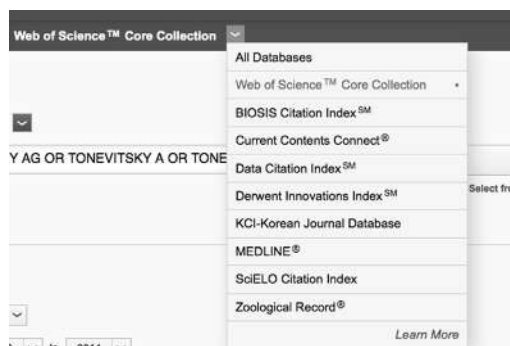 Web of Science™ Core Collection
All Databases
Web of Science™ Core Collection
BIOSIS Citation Index℠
Y AG OR TONEVITSKY A OR TONE
Current Contents Connect®
Data Citation Index℠
Select fr
Derwent Innovations Index℠
KCI-Korean Journal Database
MEDLINE®
SciELO Citation Index
Zoological Record®
Learn More